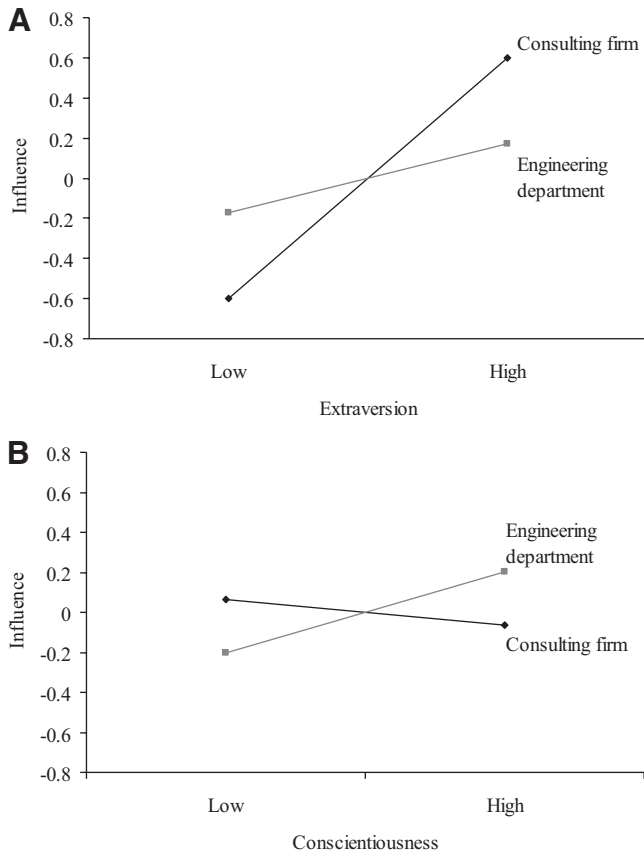 A
0.8
Consulting firm
0.6
0.4
0.2
Engineering
department
0
Influence
-0.2
-0.4
-0.6
-0.8
Low
High
Extraversion
B
0.8
0.6
Engineering
department
0.4
0.2
0
Influence
Consulting firm
-0.2
-0.4
-0.6
-0.8
Low
High
Conscientiousness